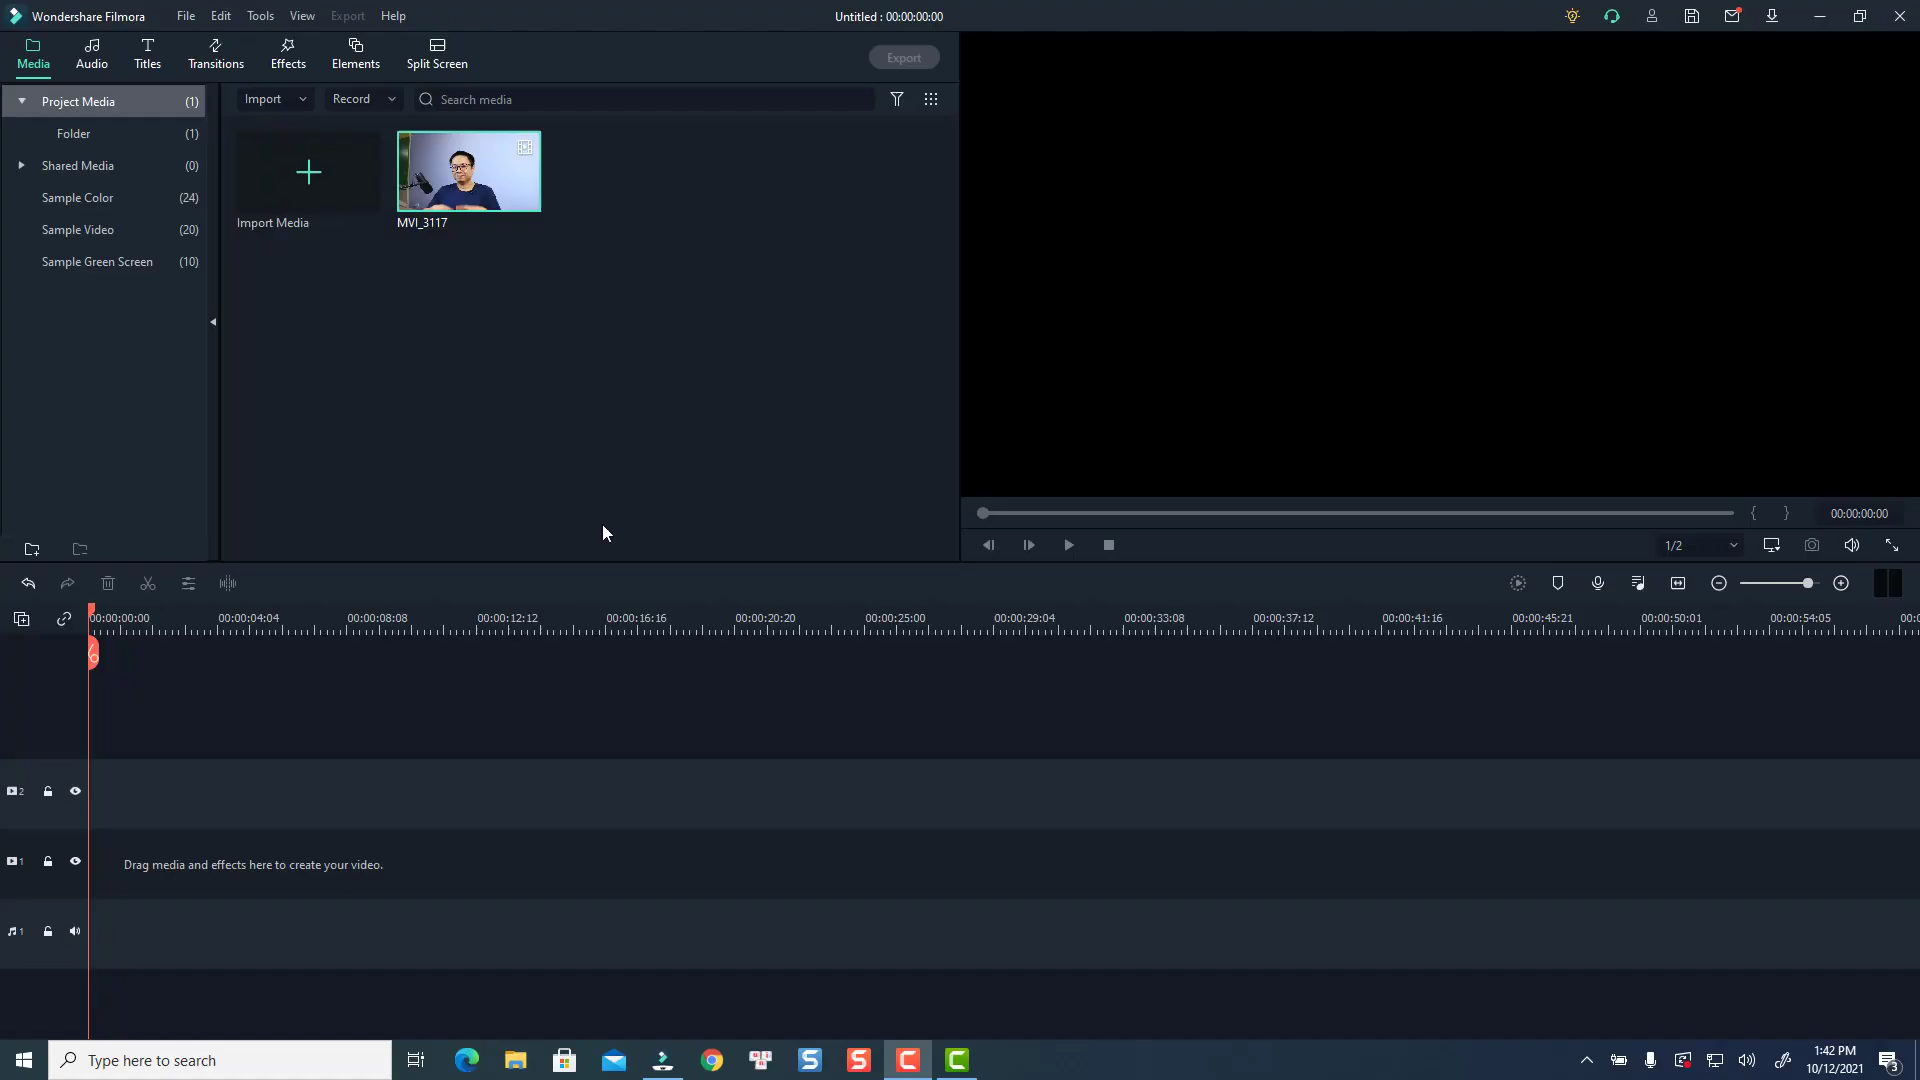 Wondershare Filmora File Edit Tools View Export Help Untitled : 00:00:00:00
Media Audio Titles Transitions Effects Elements Split Screen Export
Project Media (1)
Folder (1)
Shared Media (0)
Sample Color (24)
Sample Video (20)
Sample Green Screen (10)
Import Record Search media
Import Media MVI_3117
{ } 00:00:00:00
1/2
00:00:00:00 00:00:04:04 00:00:08:08 00:00:12:12 00:00:16:16 00:00:20:20 00:00:25:00 00:00:29:04 00:00:33:08 00:00:37:12 00:00:41:16 00:00:45:21 00:00:50:01 00:00:54:05 00:0
2
1 Drag media and effects here to create your video.
1
Type here to search
1:42 PM
10/12/2021
3